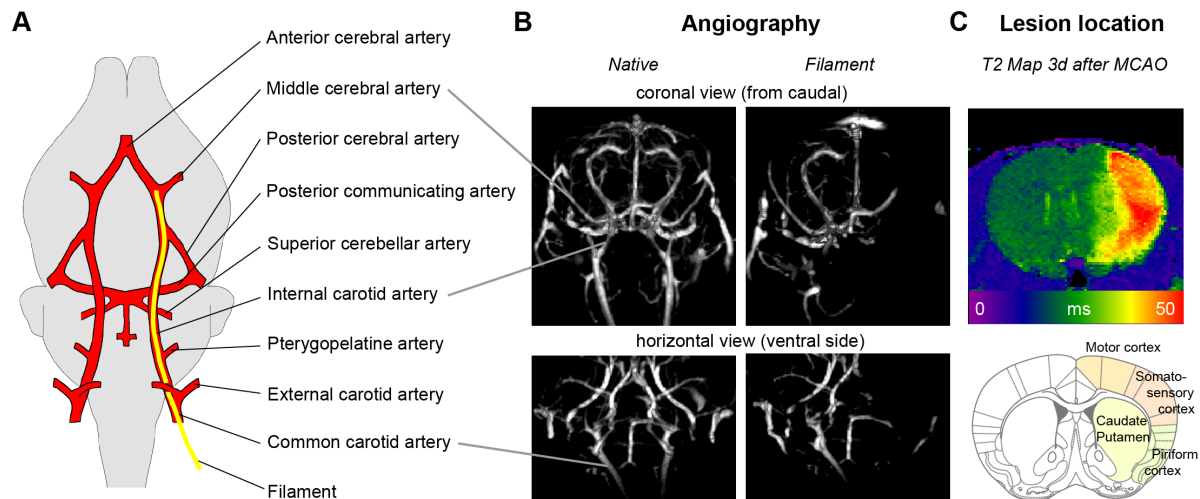 A
Anterior cerebral artery
Middle cerebral artery
Posterior cerebral artery
Posterior communicating artery
Superior cerebellar artery
Internal carotid artery
Pterygopelatine artery
External carotid artery
Common carotid artery
Filament
B
Angiography
Native
Filament
coronal view (from caudal)
horizontal view (ventral side)
C
Lesion location
T2 Map 3d after MCAO
0
ms
50
Motor cortex
Somato-
sensory
cortex
Caudate
Putamen
Piriform
cortex